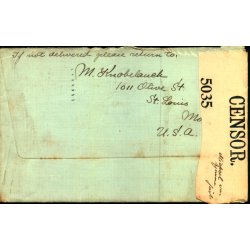 If not delivered please return to:
M. Knobelauch
1011 Olive St
St. Louis
Mo
U.S.A.
CENSOR.
5035